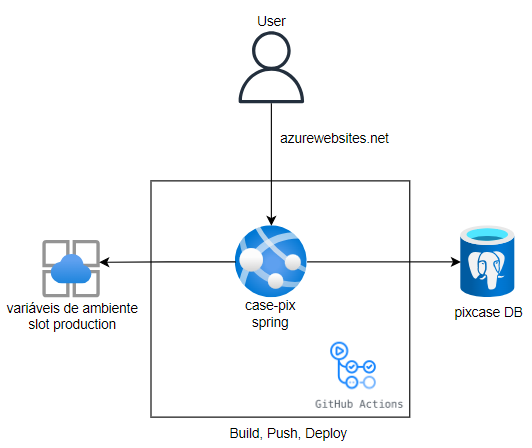 User
azurewebsites.net
case-pix
spring
variáveis de ambiente
slot production
pixcase DB
GitHub Actions
Build, Push, Deploy